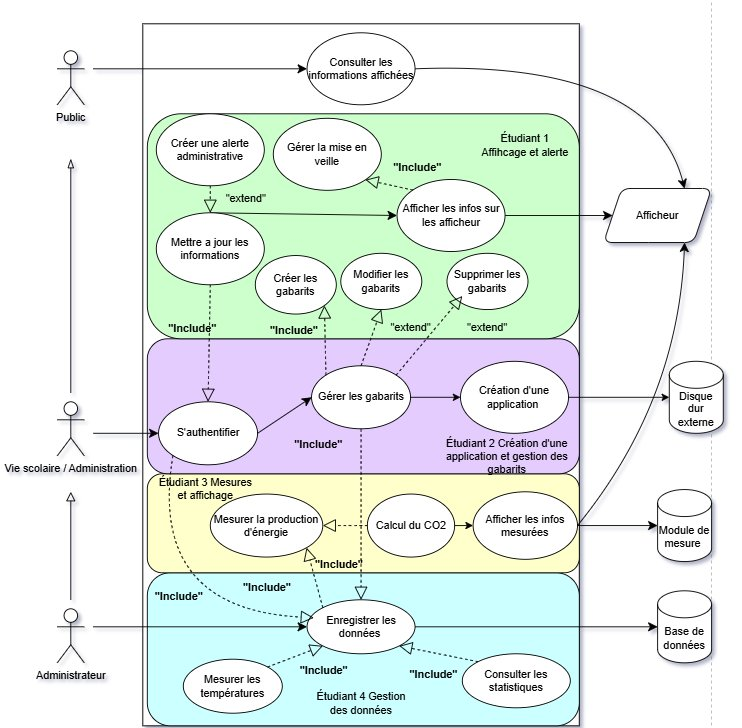 Consulter les
informations affichées
Public
Étudiant 1
Affihcage et alerte
Créer une alerte
administrative
Gérer la mise en
veille
"Include"
"extend"
Afficher les infos sur
les afficheur
Afficheur
Mettre a jour les
informations
Créer les
gabarits
Modifier les
gabarits
Supprimer les
gabarits
"Include"
"Include"
"extend"
"extend"
Gérer les gabarits
Création d'une
application
Disque
dur
externe
S'authentifier
"Include"
Étudiant 2 Création d'une
application et gestion des
gabarits
Vie scolaire / Administration
Étudiant 3 Mesures
et affichage
Mesurer la production
d'énergie
Calcul du CO2
Afficher les infos
mesurées
Module de
mesure
"Include"
"Include"
"Include"
Enregistrer les
données
Base de
données
Administrateur
Mesurer les
températures
"Include"
"Include"
Consulter les
statistiques
Étudiant 4 Gestion
des données